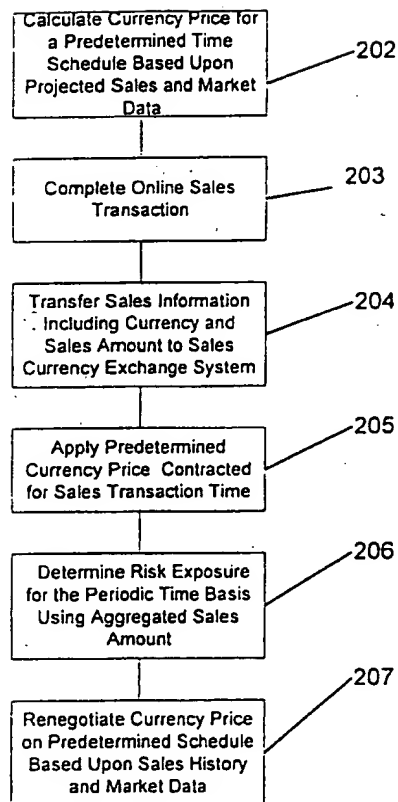 Calculate Currency Price for
a Predetermined Time
Schedule Based Upon
Projected Sales and Market
Data
202
Complete Online Sales
Transaction
203
Transfer Sales Information
Including Currency and
Sales Amount to Sales
Currency Exchange System
204
Apply Predetermined
Currency Price Contracted
for Sales Transaction Time
205
Determine Risk Exposure
for the Periodic Time Basis
Using Aggregated Sales
Amount
206
Renegotiate Currency Price
on Predetermined Schedule
Based Upon Sales History
and Market Data
207